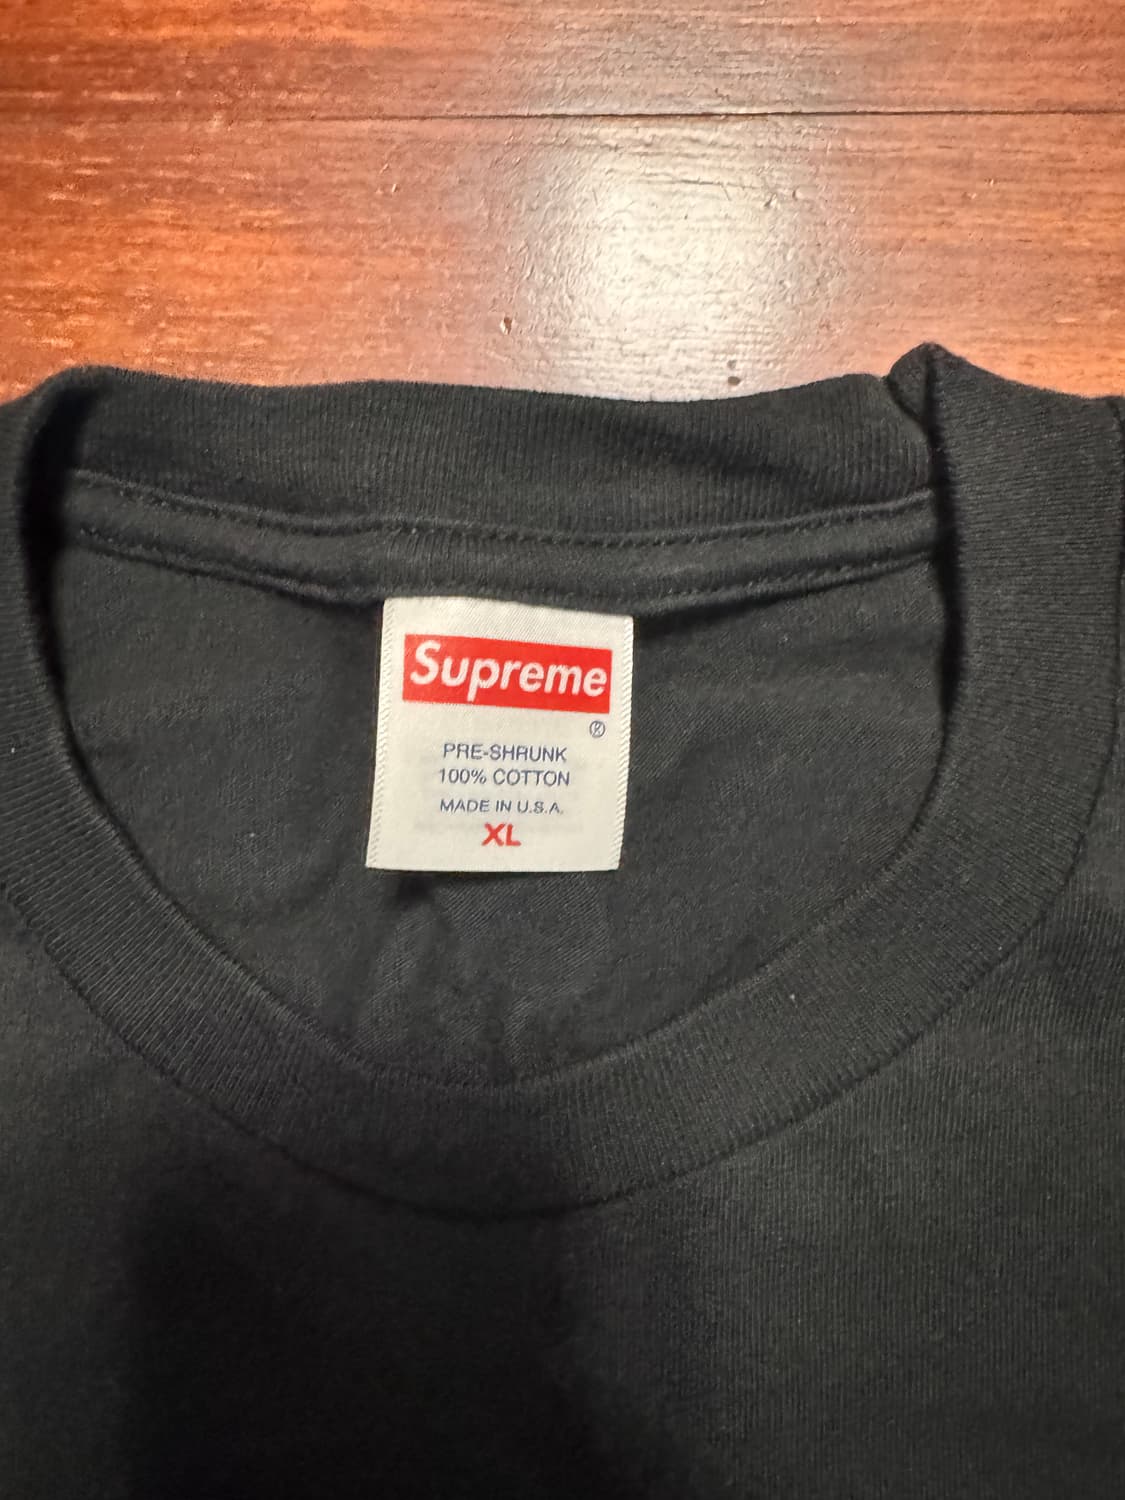 Supreme
®
PRE-SHRUNK
100% COTTON
MADE IN U.S.A.
XL